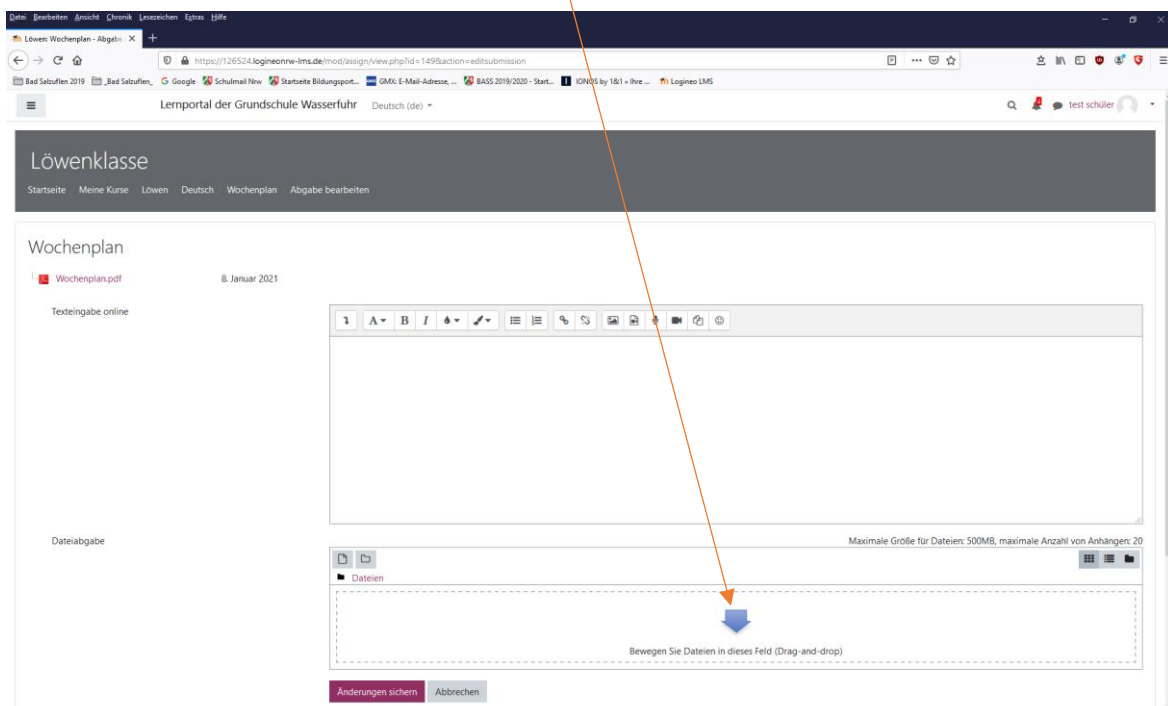 Datei Bearbeiten Ansicht Chronik Lesezeichen Extras Hilfe
Löwen: Wochenplan - Abgabe
https://126524.logineonrw-lms.de/mod/assign/view.php?id=149&action=editsubmission
Bad Salzuflen 2019 _Bad Salzuflen_ Google Schulmail Nrw Startseite Bildungsport... GMX: E-Mail-Adresse, ... BASS 2019/2020 - Start... IONOS by 1&1 » Ihre ... Logineo LMS
Lernportal der Grundschule Wasserfuhr Deutsch (de) test schüler
Löwenklasse
Startseite Meine Kurse Löwen Deutsch Wochenplan Abgabe bearbeiten
Wochenplan
Wochenplan.pdf 8. Januar 2021
Texteingabe online
A B I
Dateiabgabe Maximale Größe für Dateien: 500MB, maximale Anzahl von Anhängen: 20
Dateien
Bewegen Sie Dateien in dieses Feld (Drag-and-drop)
Änderungen sichern Abbrechen